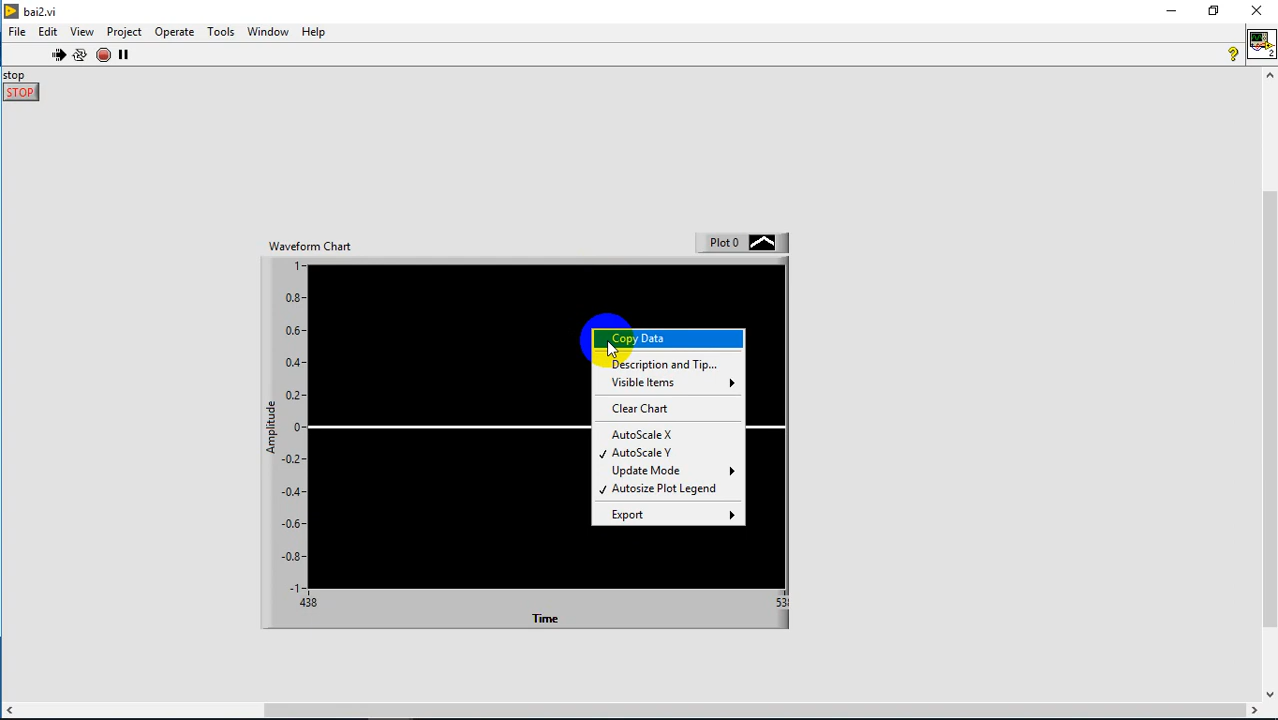 bai2.vi
File Edit View Project Operate Tools Window Help
?
2
stop
STOP
Waveform Chart
Plot 0
1
0.8
0.6
0.4
0.2
0
-0.2
-0.4
-0.6
-0.8
-1
Amplitude
438
538
Time
Copy Data
Description and Tip...
Visible Items
Clear Chart
AutoScale X
AutoScale Y
Update Mode
Autosize Plot Legend
Export